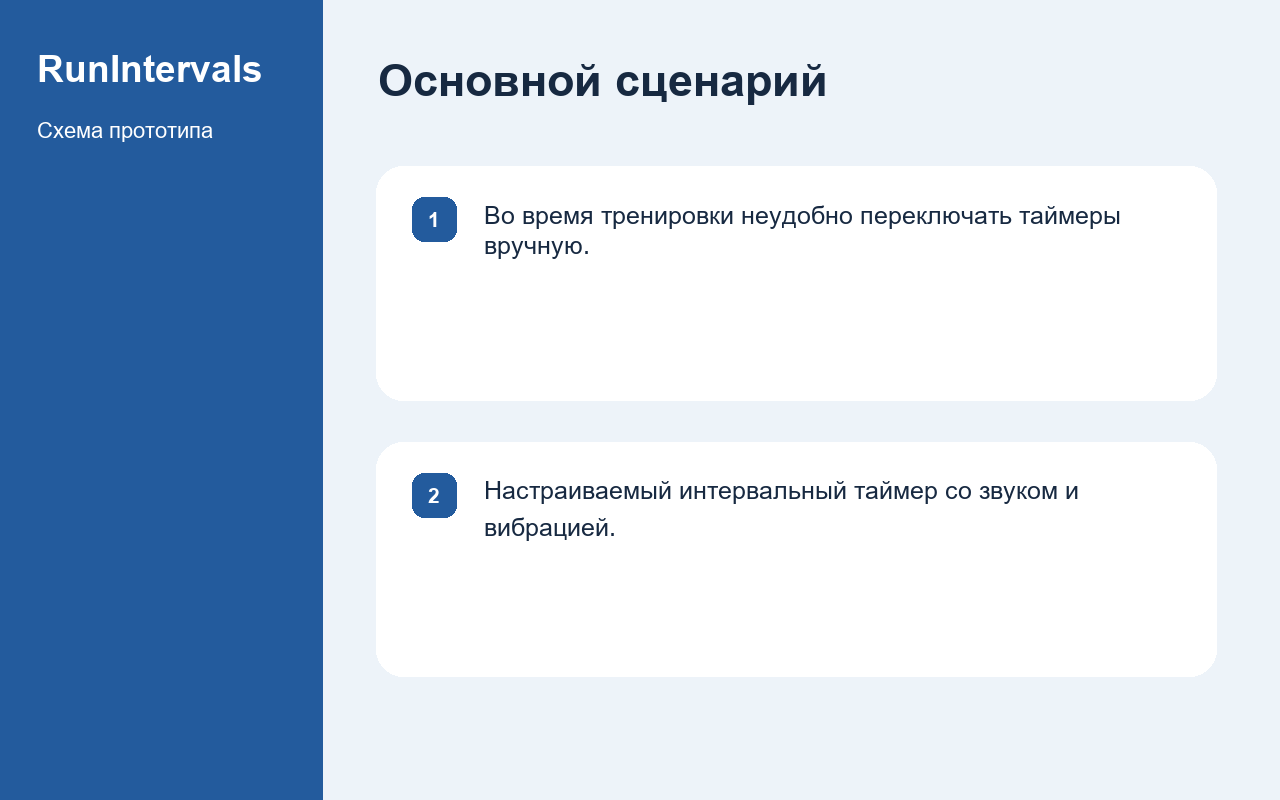 RunIntervals
Схема прототипа
Основной сценарий
1
Во время тренировки неудобно переключать таймеры
вручную.
2
Настраиваемый интервальный таймер со звуком и
вибрацией.